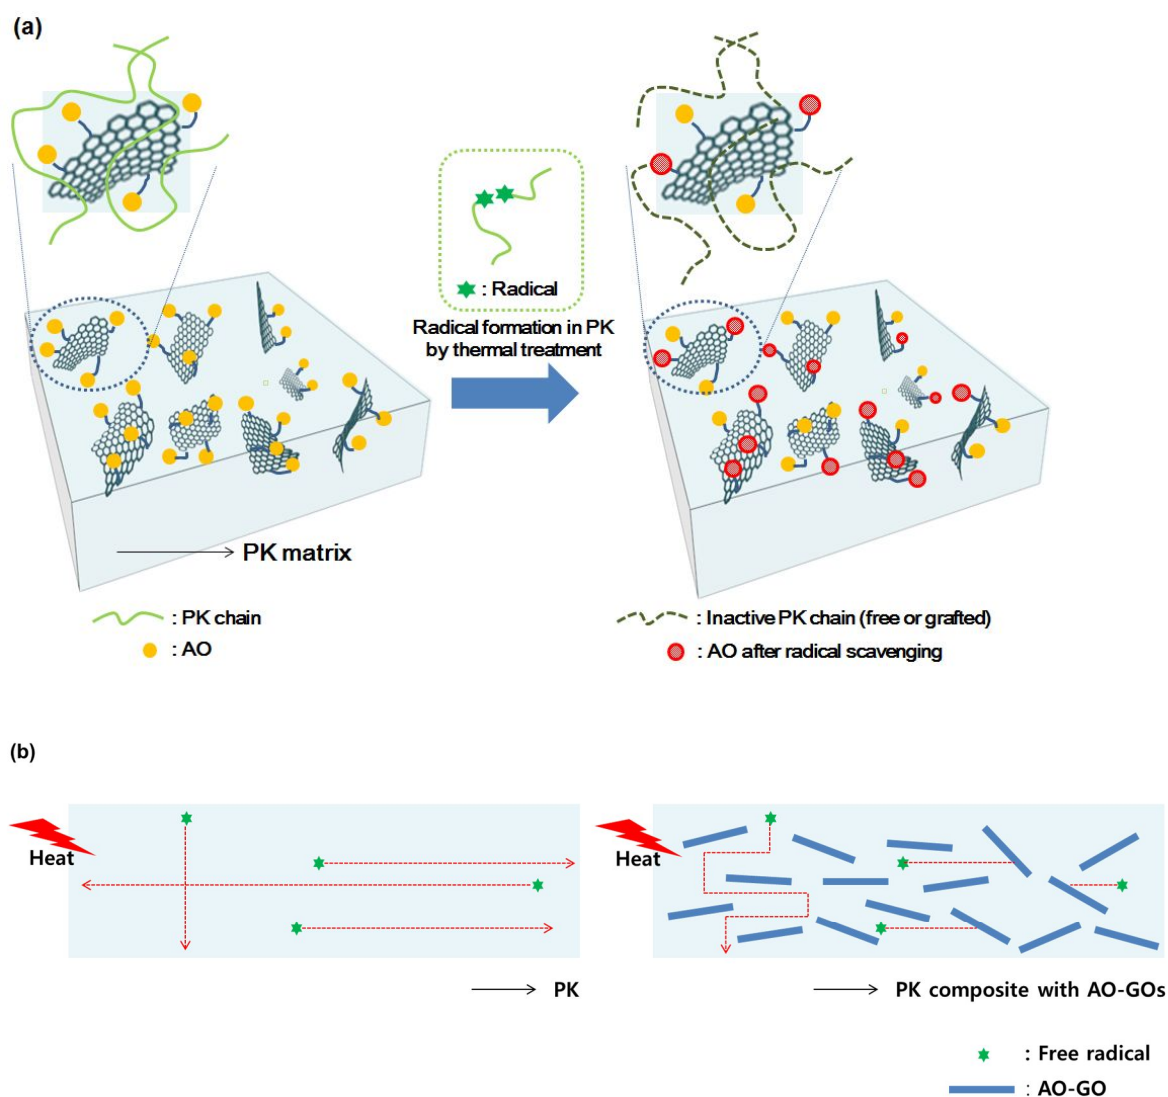 (a)
: Radical
Radical formation in PK
by thermal treatment
PK matrix
: PK chain
: AO
: Inactive PK chain (free or grafted)
: AO after radical scavenging
(b)
Heat
PK
Heat
PK composite with AO-GOs
: Free radical
: AO-GO